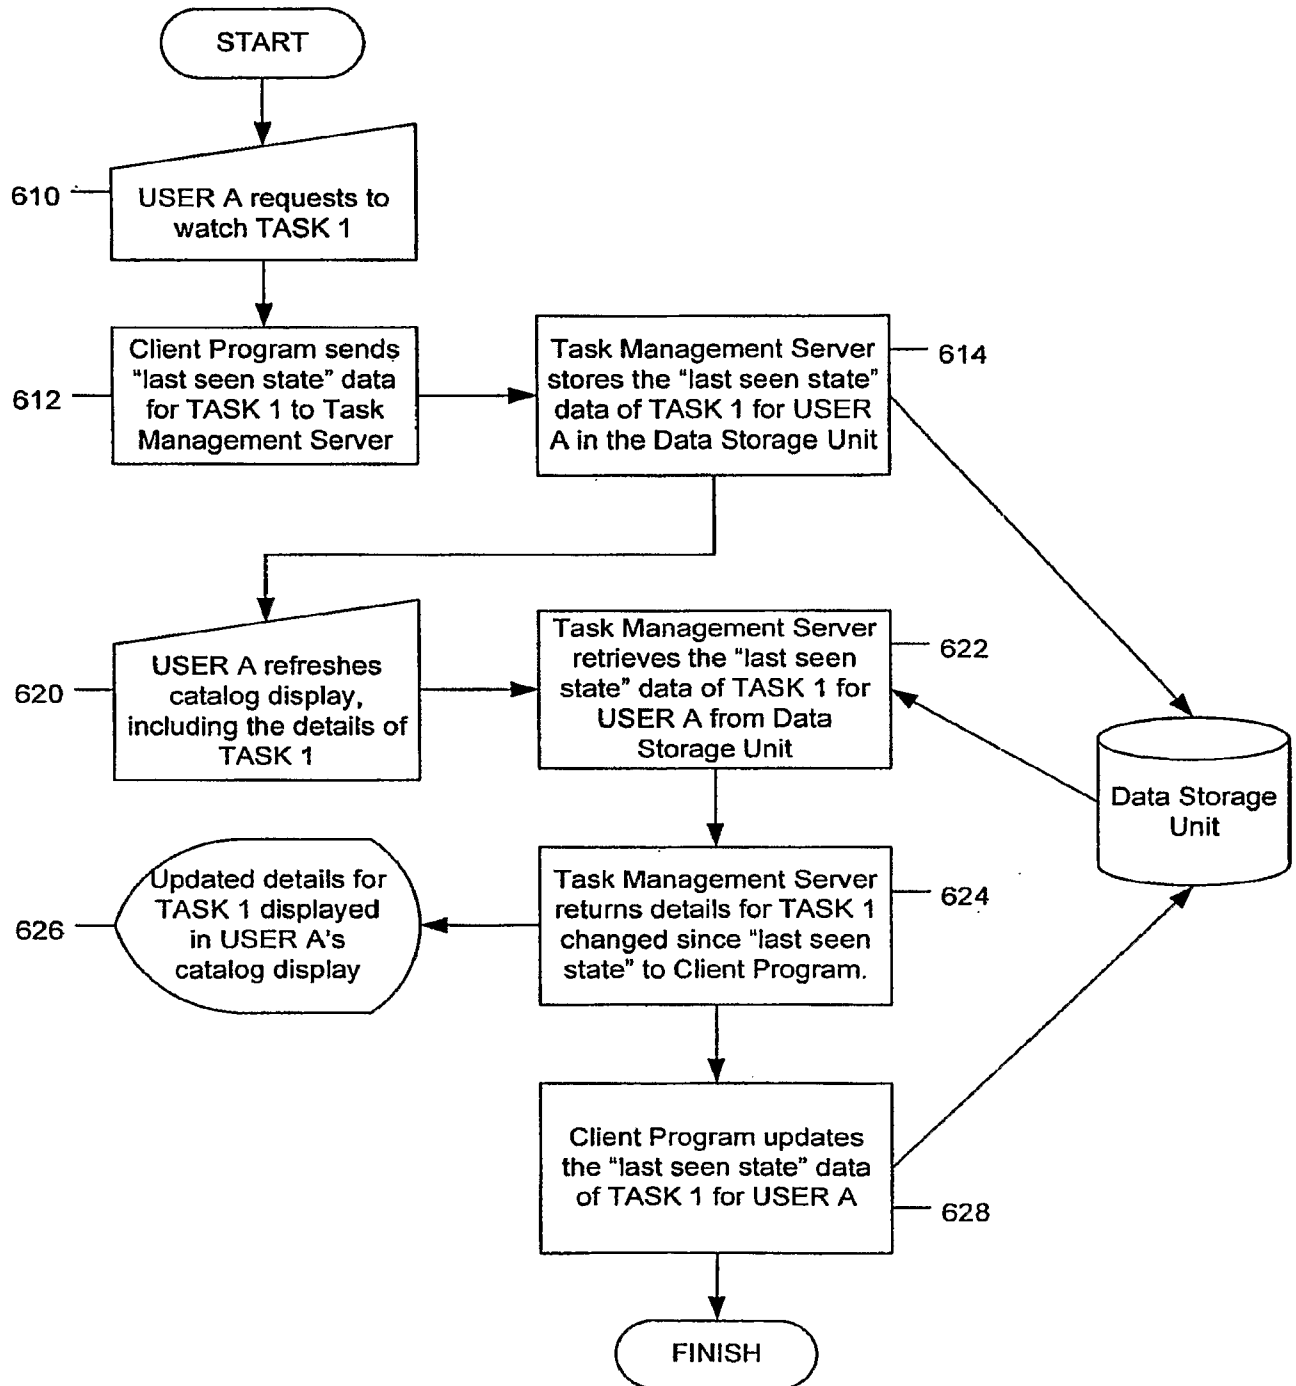 START
610
USER A requests to
watch TASK 1
612
Client Program sends
“last seen state” data
for TASK 1 to Task
Management Server
Task Management Server
stores the “last seen state”
data of TASK 1 for USER
A in the Data Storage Unit
614
620
USER A refreshes
catalog display,
including the details of
TASK 1
Task Management Server
retrieves the “last seen
state” data of TASK 1 for
USER A from Data
Storage Unit
622
Data Storage
Unit
626
Updated details for
TASK 1 displayed
in USER A’s
catalog display
Task Management Server
returns details for TASK 1
changed since “last seen
state” to Client Program.
624
Client Program updates
the “last seen state” data
of TASK 1 for USER A
628
FINISH